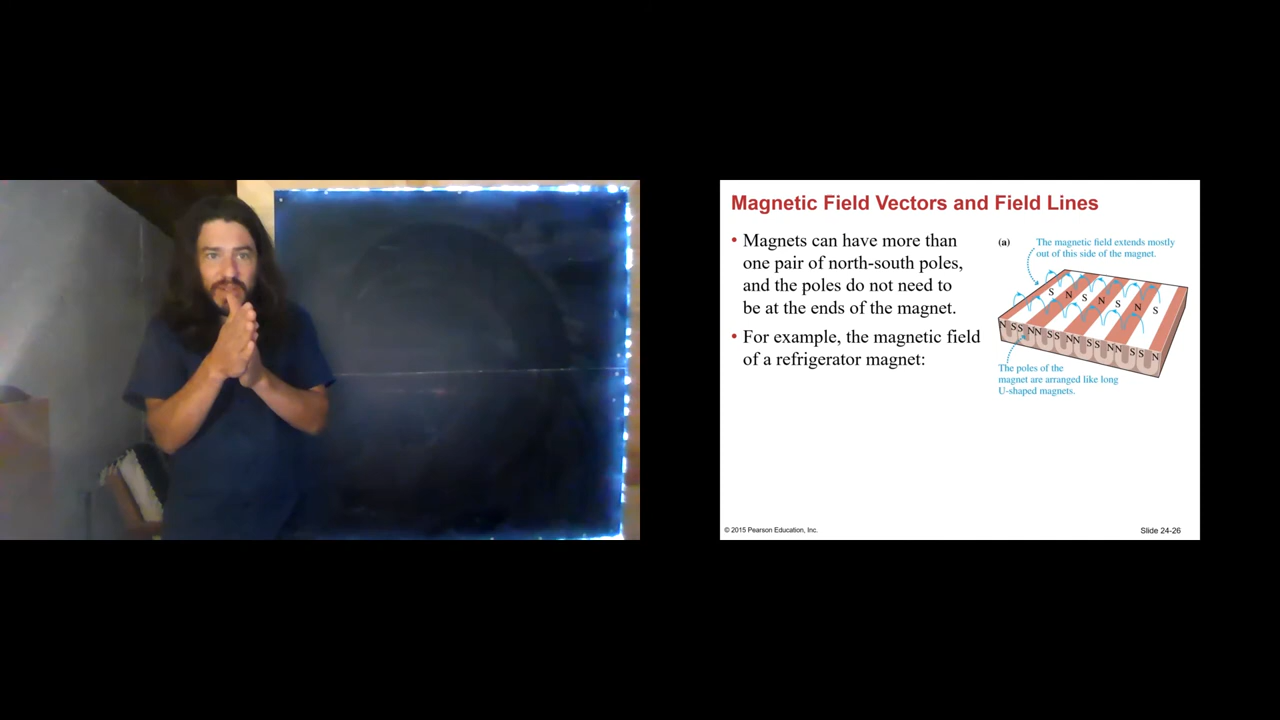 Magnetic Field Vectors and Field Lines
• Magnets can have more than
one pair of north-south poles,
and the poles do not need to
be at the ends of the magnet.
• For example, the magnetic field
of a refrigerator magnet:
(a)
The magnetic field extends mostly
out of this side of the magnet.
S N S N S N S
N S S N N S S N N S S N N S S N
The poles of the
magnet are arranged like long
U-shaped magnets.
© 2015 Pearson Education, Inc.
Slide 24-26